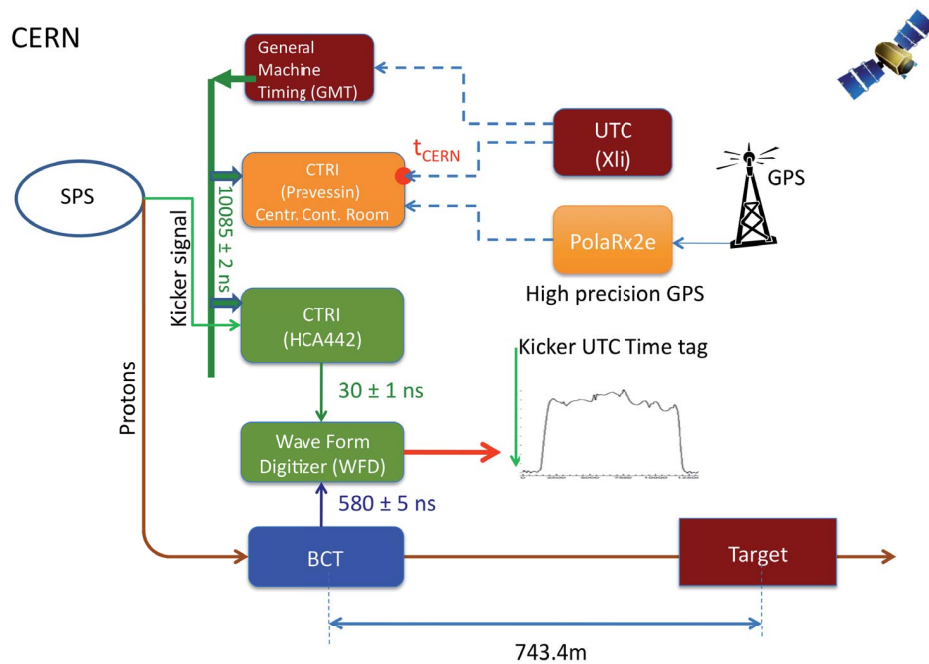 CERN
General
Machine
Timing (GMT)
UTC
(Xli)
tCERN
GPS
SPS
CTRI
(Prevessin)
Centr. Cont. Room
PolaRx2e
High precision GPS
10085 ± 2 ns
Kicker signal
CTRI
(HCA442)
Kicker UTC Time tag
30 ± 1 ns
Protons
Wave Form
Digitizer (WFD)
580 ± 5 ns
BCT
Target
743.4m